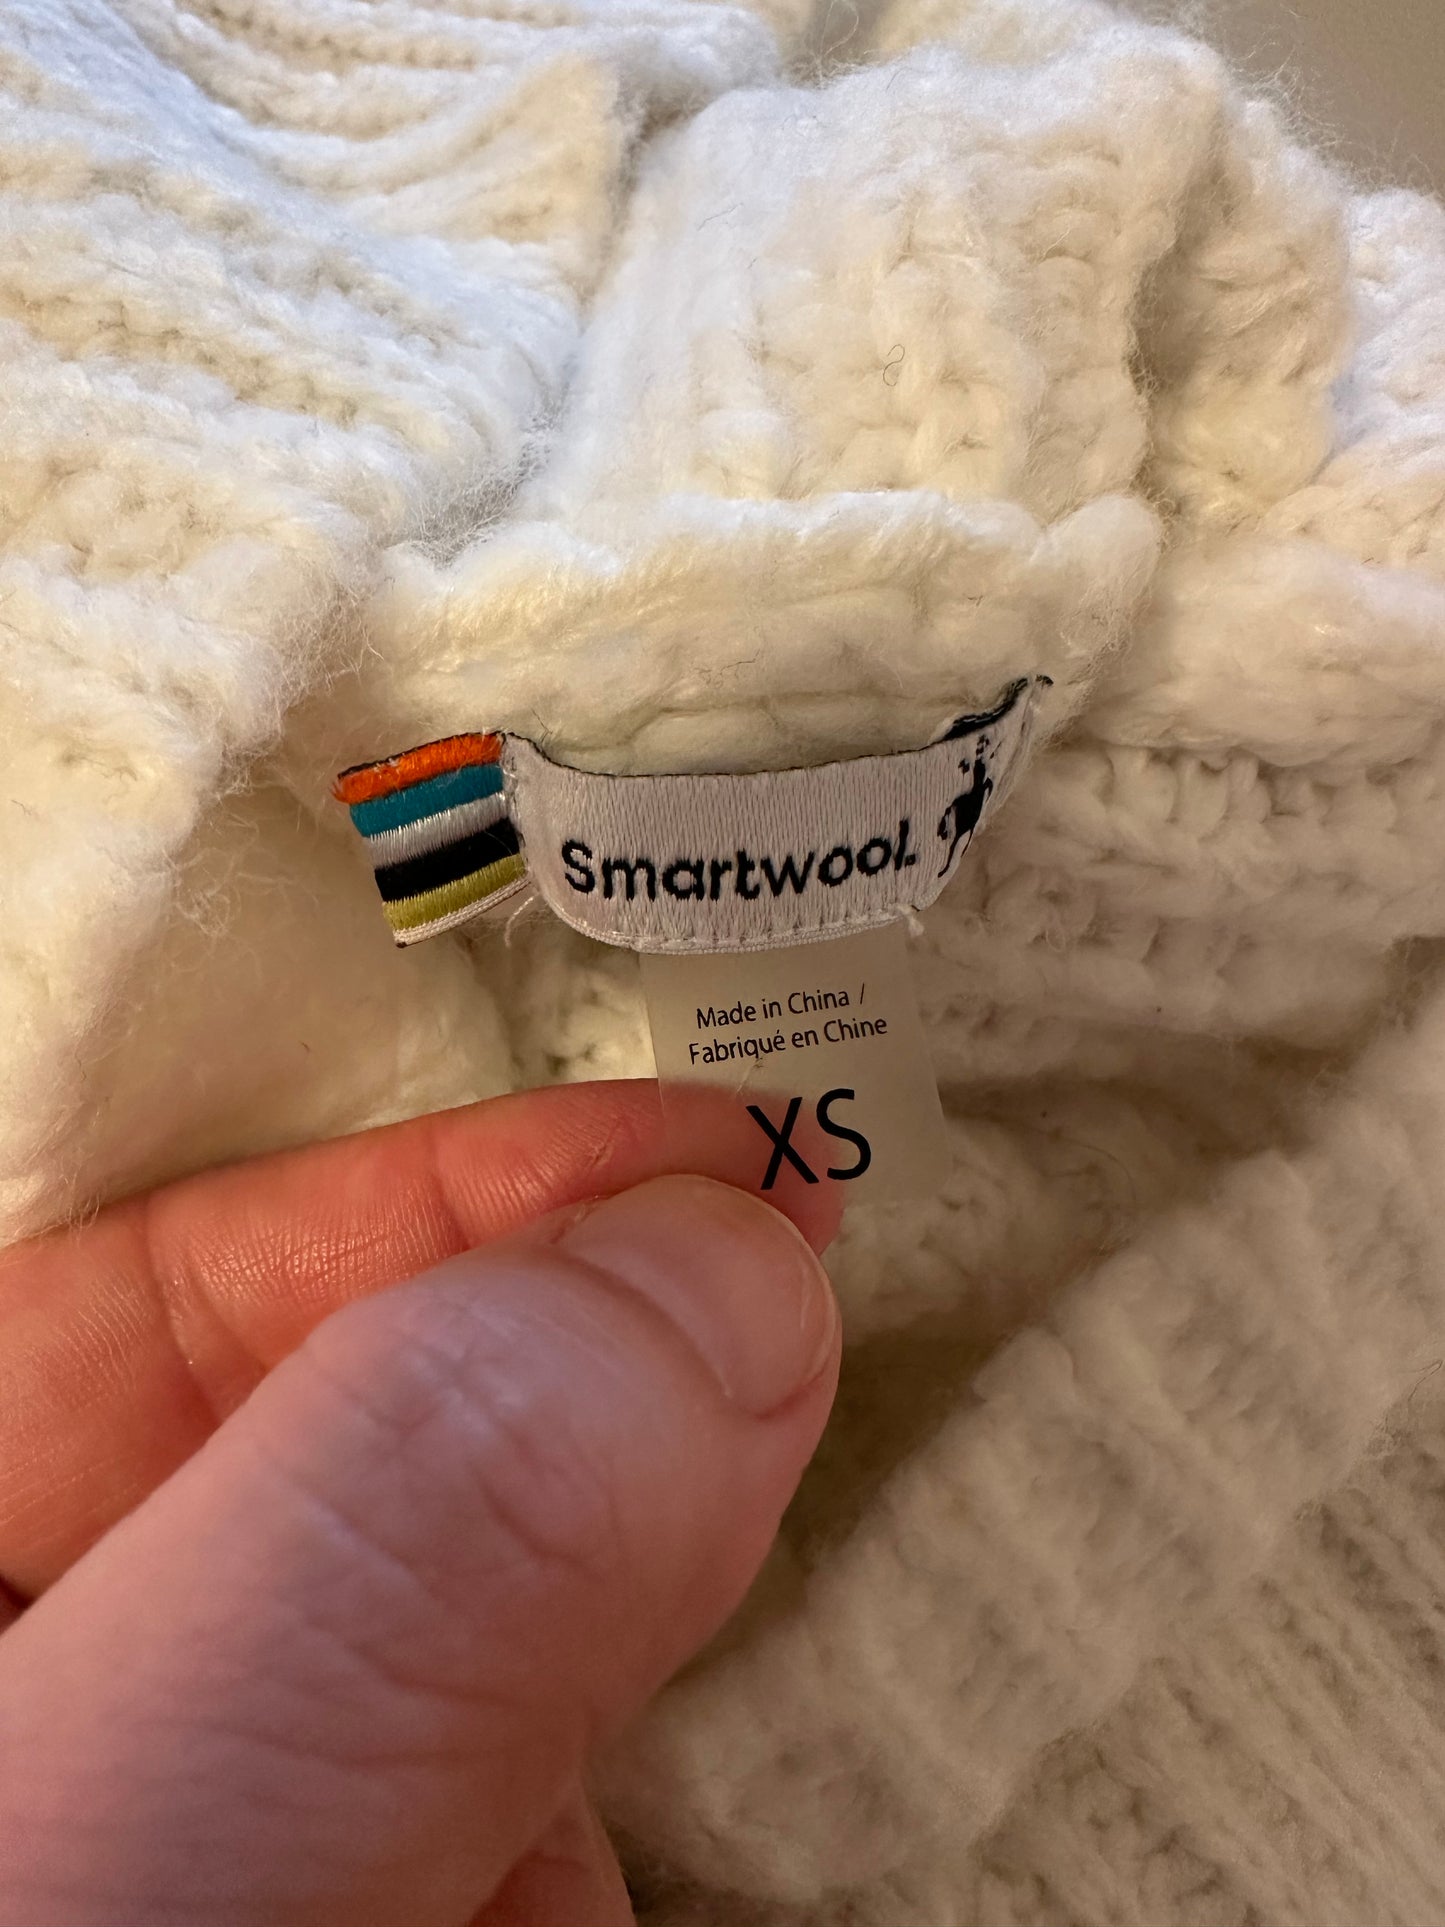 Smartwool.
Made in China /
Fabriqué en Chine
XS